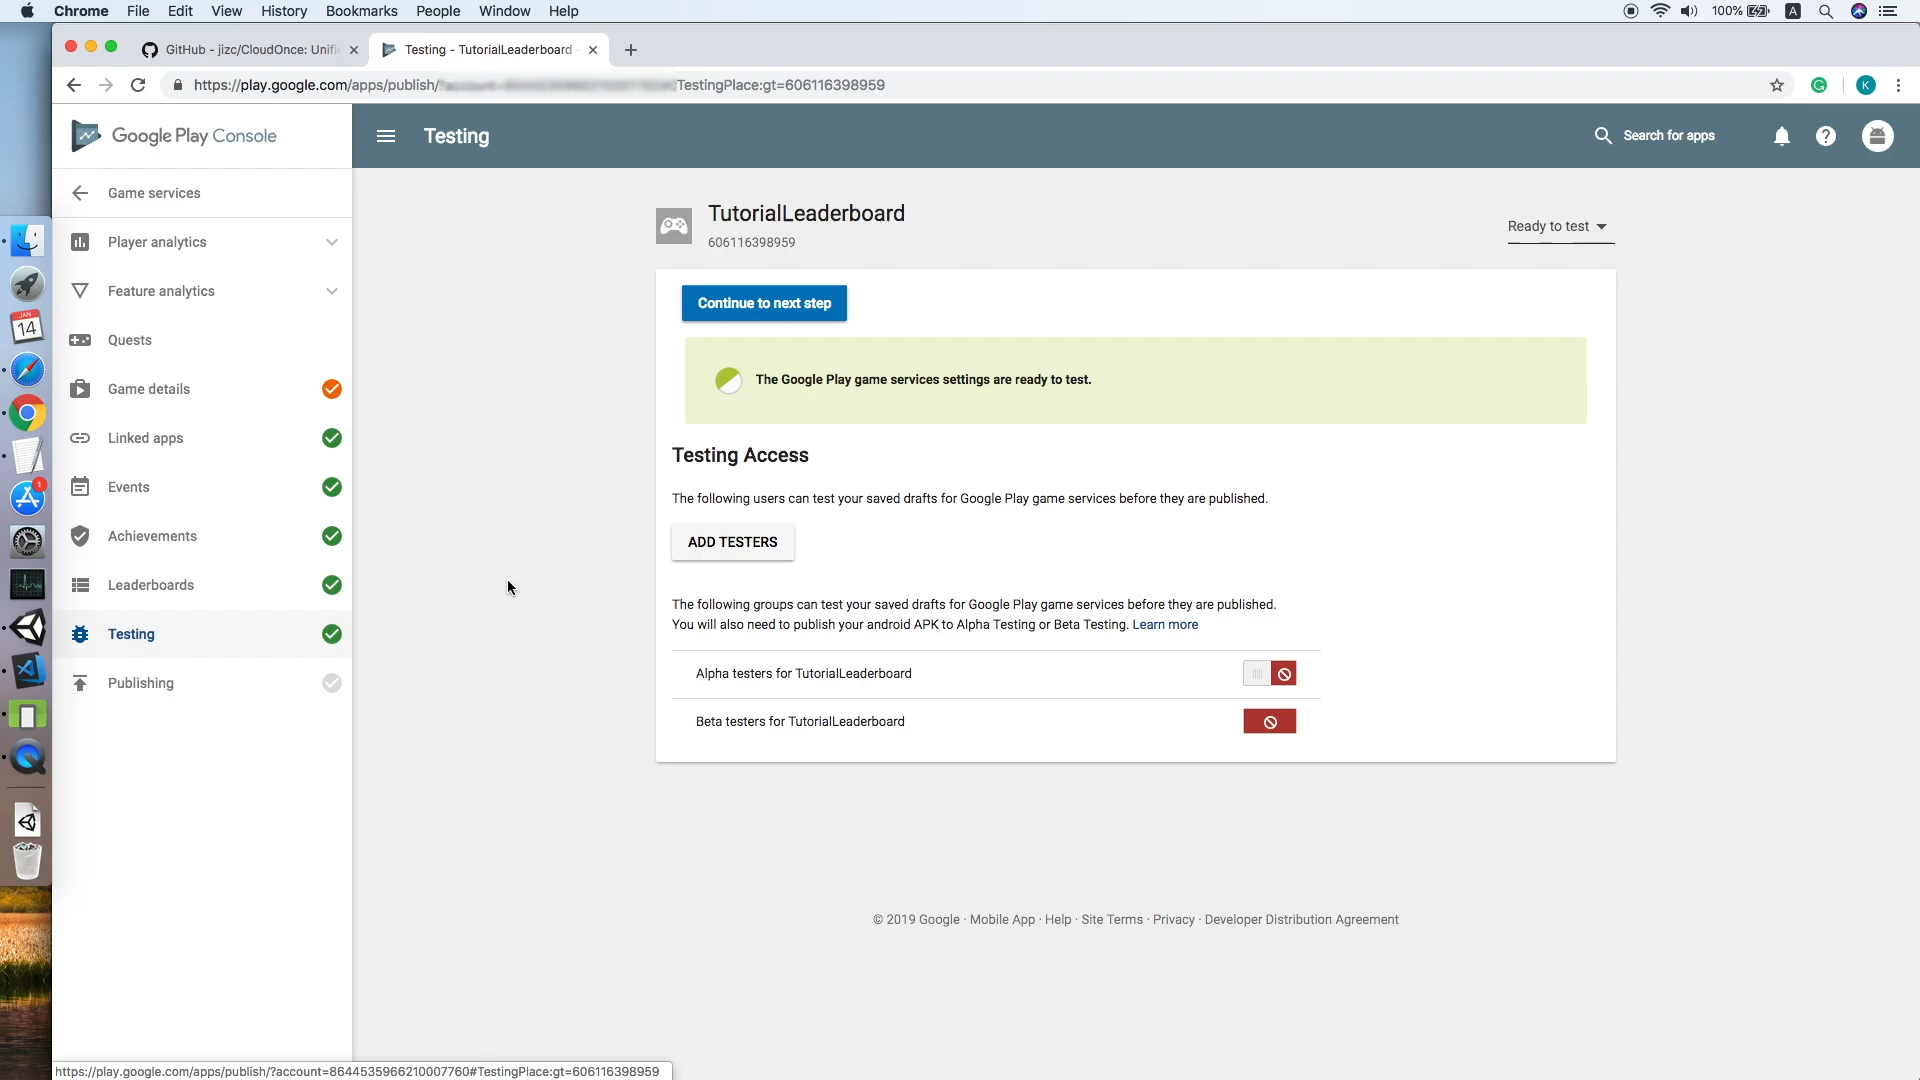 Chrome File Edit View History Bookmarks People Window Help
100%
A
GitHub - jizc/CloudOnce: Unifi
Testing - TutorialLeaderboard
https://play.google.com/apps/publish/
TestingPlace:gt=606116398959
K
Google Play Console
Testing
Search for apps
Game services
Player analytics
Feature analytics
Quests
Game details
Linked apps
Events
Achievements
Leaderboards
Testing
Publishing
JAN
14
1
TutorialLeaderboard
606116398959
Ready to test
Continue to next step
The Google Play game services settings are ready to test.
Testing Access
The following users can test your saved drafts for Google Play game services before they are published.
ADD TESTERS
The following groups can test your saved drafts for Google Play game services before they are published.
You will also need to publish your android APK to Alpha Testing or Beta Testing. Learn more
Alpha testers for TutorialLeaderboard
Beta testers for TutorialLeaderboard
© 2019 Google · Mobile App · Help · Site Terms · Privacy · Developer Distribution Agreement
https://play.google.com/apps/publish/?account=8644535966210007760#TestingPlace:gt=606116398959